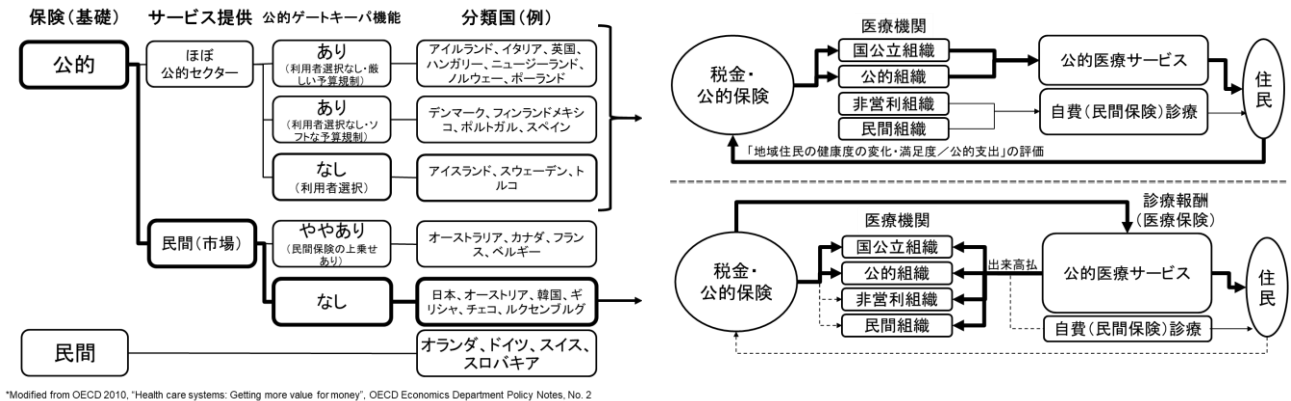 保険（基礎）
サービス提供
公的ゲートキーパ機能
分類国（例）
公的
ほぼ
公的セクター
あり
（利用者選択なし・厳
しい予算規制）
アイルランド、イタリア、英国、
ハンガリー、ニュージーランド、
ノルウェー、ポーランド
あり
（利用者選択なし・ソ
フトな予算規制）
デンマーク、フィンランドメキシ
コ、ポルトガル、スペイン
なし
（利用者選択）
アイスランド、スウェーデン、ト
ルコ
民間（市場）
ややあり
（民間保険の上乗せ
あり）
オーストラリア、カナダ、フラン
ス、ベルギー
なし
日本、オーストリア、韓国、ギ
リシャ、チェコ、ルクセンブルグ
民間
オランダ、ドイツ、スイス、
スロバキア
*Modified from OECD 2010, “Health care systems: Getting more value for money”, OECD Economics Department Policy Notes, No. 2
税金・
公的保険
医療機関
国公立組織
公的組織
非営利組織
民間組織
公的医療サービス
自費（民間保険）診療
住民
「地域住民の健康度の変化・満足度／公的支出」の評価
診療報酬
（医療保険）
税金・
公的保険
医療機関
国公立組織
公的組織
非営利組織
民間組織
出来高払
公的医療サービス
自費（民間保険）診療
住民